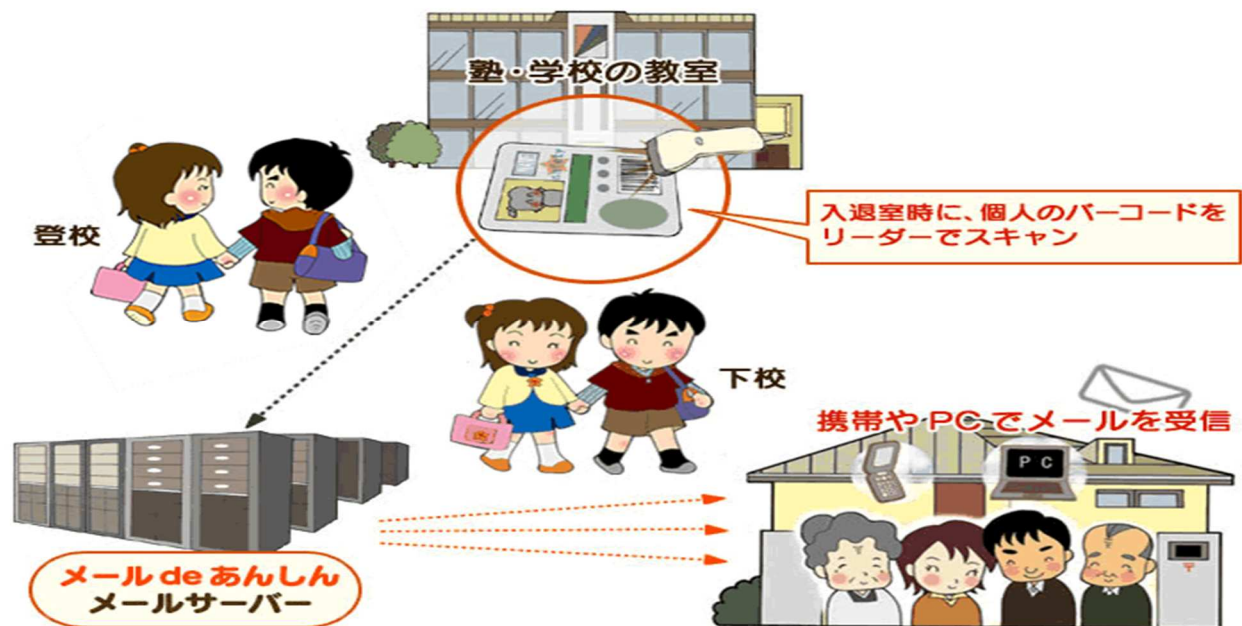 塾・学校の教室
登校
入退室時に、個人のバーコードを
リーダーでスキャン
下校
携帯やPCでメールを受信
PC
メール de あんしん
メールサーバー
〒